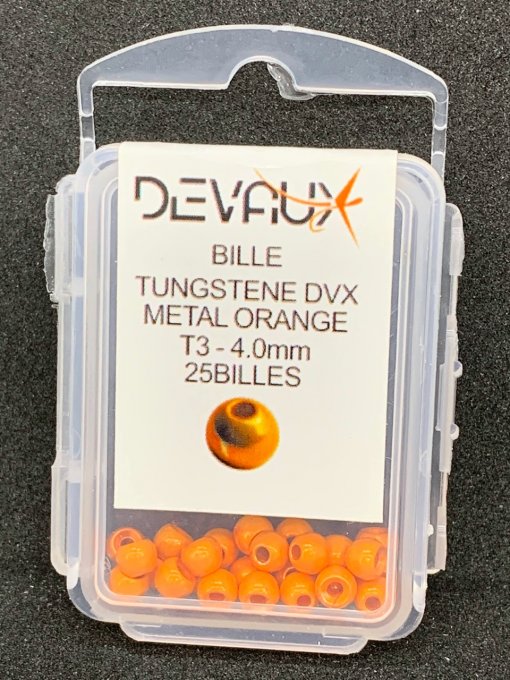 DEVAUX
BILLE
TUNGSTENE DVX
METAL ORANGE
T3 - 4.0mm
25BILLES